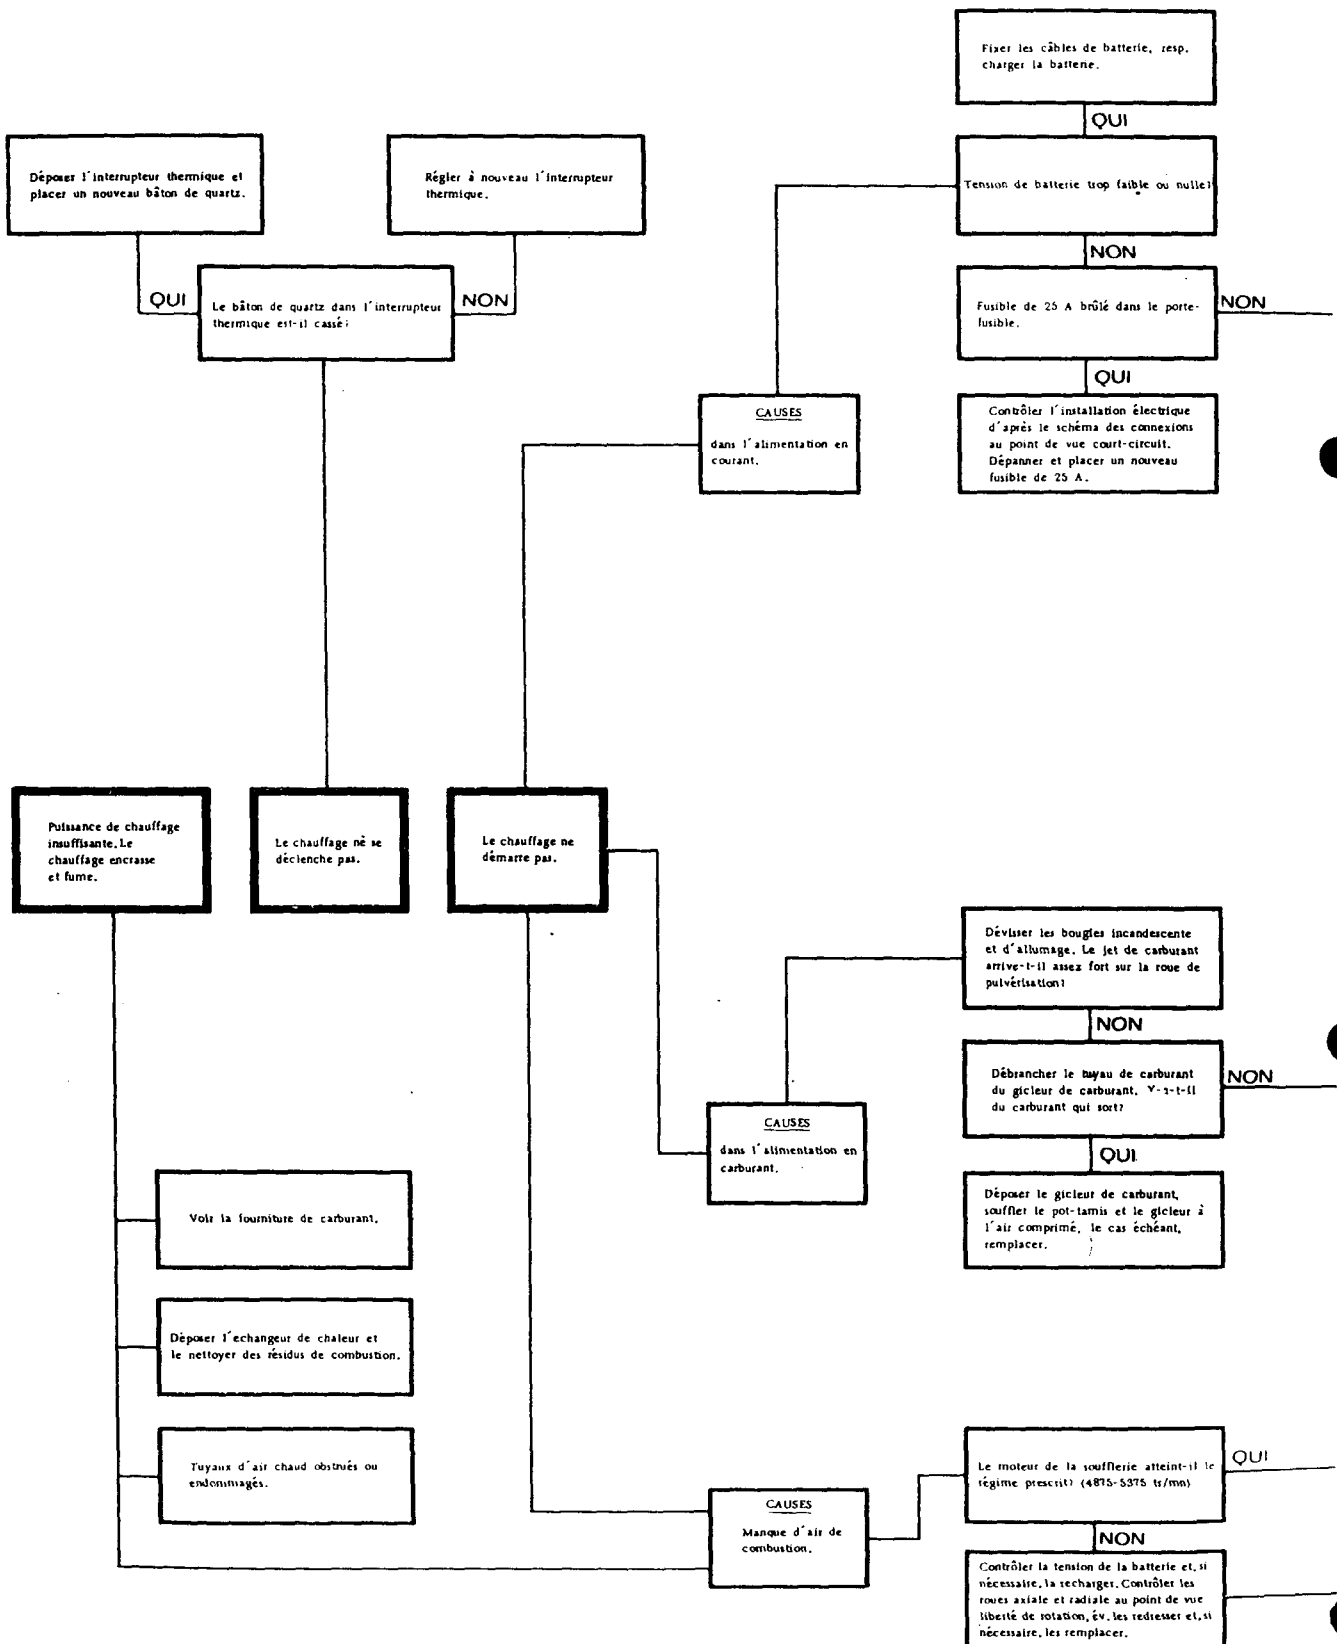 Fixer les câbles de batterie, resp.
charger la batterie.
QUI
Déposer l'interrupteur thermique et
placer un nouveau bâton de quartz.
Régler à nouveau l'interrupteur
thermique.
Tension de batterie trop faible ou nulle?
NON
QUI
Le bâton de quartz dans l'interrupteur
thermique est-il cassé?
NON
Fusible de 25 A brûlé dans le porte-
fusible.
NON
QUI
CAUSES
dans l'alimentation en
courant.
Contrôler l'installation électrique
d'après le schéma des connexions
au point de vue court-circuit.
Dépanner et placer un nouveau
fusible de 25 A.
Puissance de chauffage
insuffisante. Le
chauffage encrasse
et fume.
Le chauffage ne se
déclenche pas.
Le chauffage ne
démarre pas.
Dévisser les bougies incandescente
et d'allumage. Le jet de carburant
arrive-t-il assez fort sur la roue de
pulvérisation?
NON
Débrancher le tuyau de carburant
du gicleur de carburant. Y-a-t-il
du carburant qui sort?
NON
QUI
CAUSES
dans l'alimentation en
carburant.
Déposer le gicleur de carburant,
souffler le pot-tamis et le gicleur à
l'air comprimé, le cas échéant,
remplacer.
Voir la fourniture de carburant.
Déposer l'echangeur de chaleur et
le nettoyer des résidus de combustion.
Tuyaux d'air chaud obstrués ou
endommagés.
CAUSES
Manque d'air de
combustion.
Le moteur de la soufflerie atteint-il le
régime prescrit? (4875-5375 tr/mn)
QUI
NON
Contrôler la tension de la batterie et, si
nécessaire, la recharger. Contrôler les
roues axiale et radiale au point de vue
liberté de rotation, év. les redresser et, si
nécessaire, les remplacer.